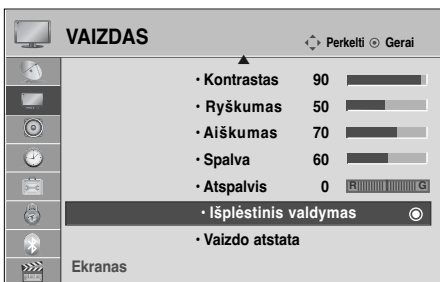 VAIZDAS
Perkelti Gerai
• Kontrastas 90
• Ryškumas 50
• Aiškumas 70
• Spalva 60
• Atspalvis 0 R G
• Išplėstinis valdymas
• Vaizdo atstata
Ekranas